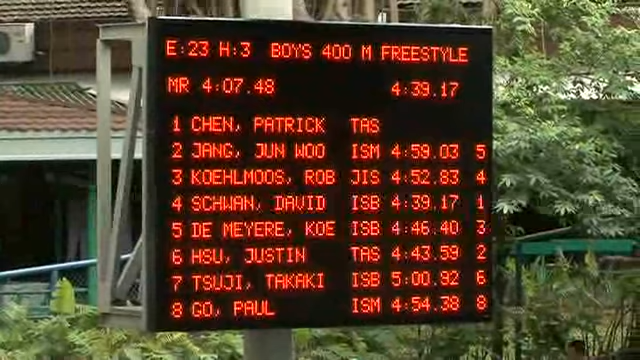 E:23 H:3 BOYS 400 M FREESTYLE
MR 4:07.48 4:39.17
1 CHEN, PATRICK TAS
2 JANG, JUN WOO ISM 4:59.03 5
3 KOEHLMOOS, ROB JIS 4:52.83 4
4 SCHWAN, DAVID ISB 4:39.17 1
5 DE MEYERE, KOE ISB 4:46.40 3
6 HSU, JUSTIN TAS 4:43.59 2
7 TSUJI, TAKAKI ISB 5:00.92 6
8 GO, PAUL ISM 4:54.38 8